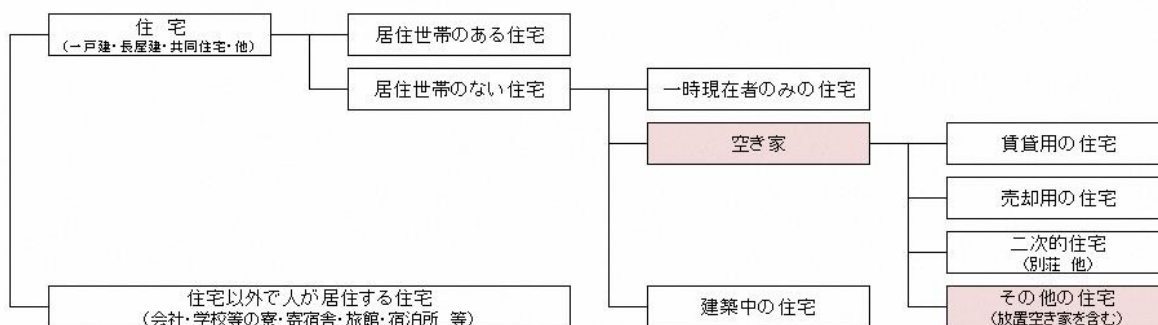 住 宅
(一戸建・長屋建・共同住宅・他)
居住世帯のある住宅
居住世帯のない住宅
一時現在者のみの住宅
空き家
賃貸用の住宅
売却用の住宅
二次的住宅
(別荘 他)
住宅以外で人が居住する住宅
(会社・学校等の寮・寄宿舎・旅館・宿泊所 等)
建築中の住宅
その他の住宅
(放置空き家を含む)